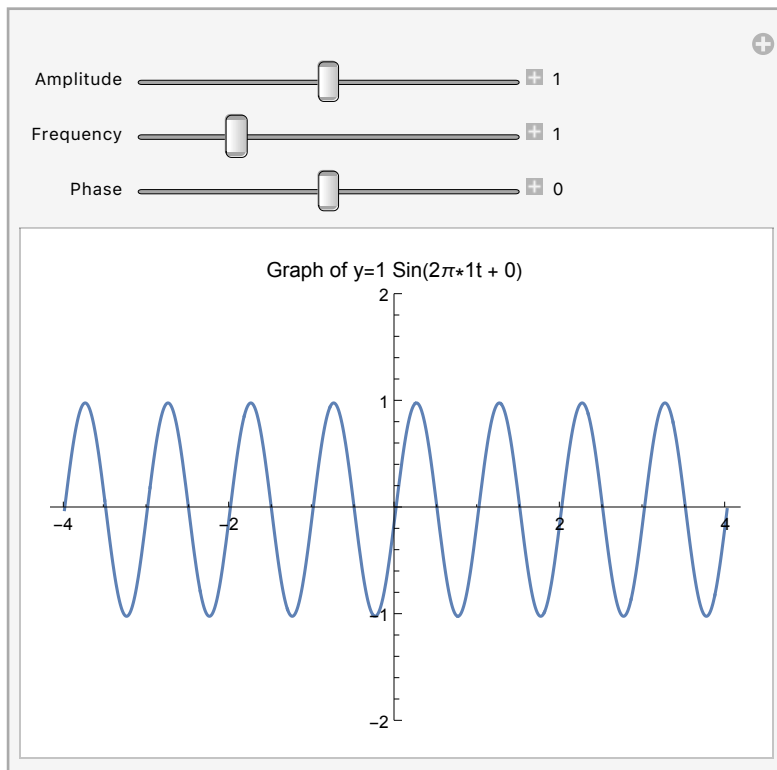 Amplitude 1
Frequency 1
Phase 0
Graph of y=1 Sin(2π*1t + 0)
2
1
−4 −2 2 4
−1
−2